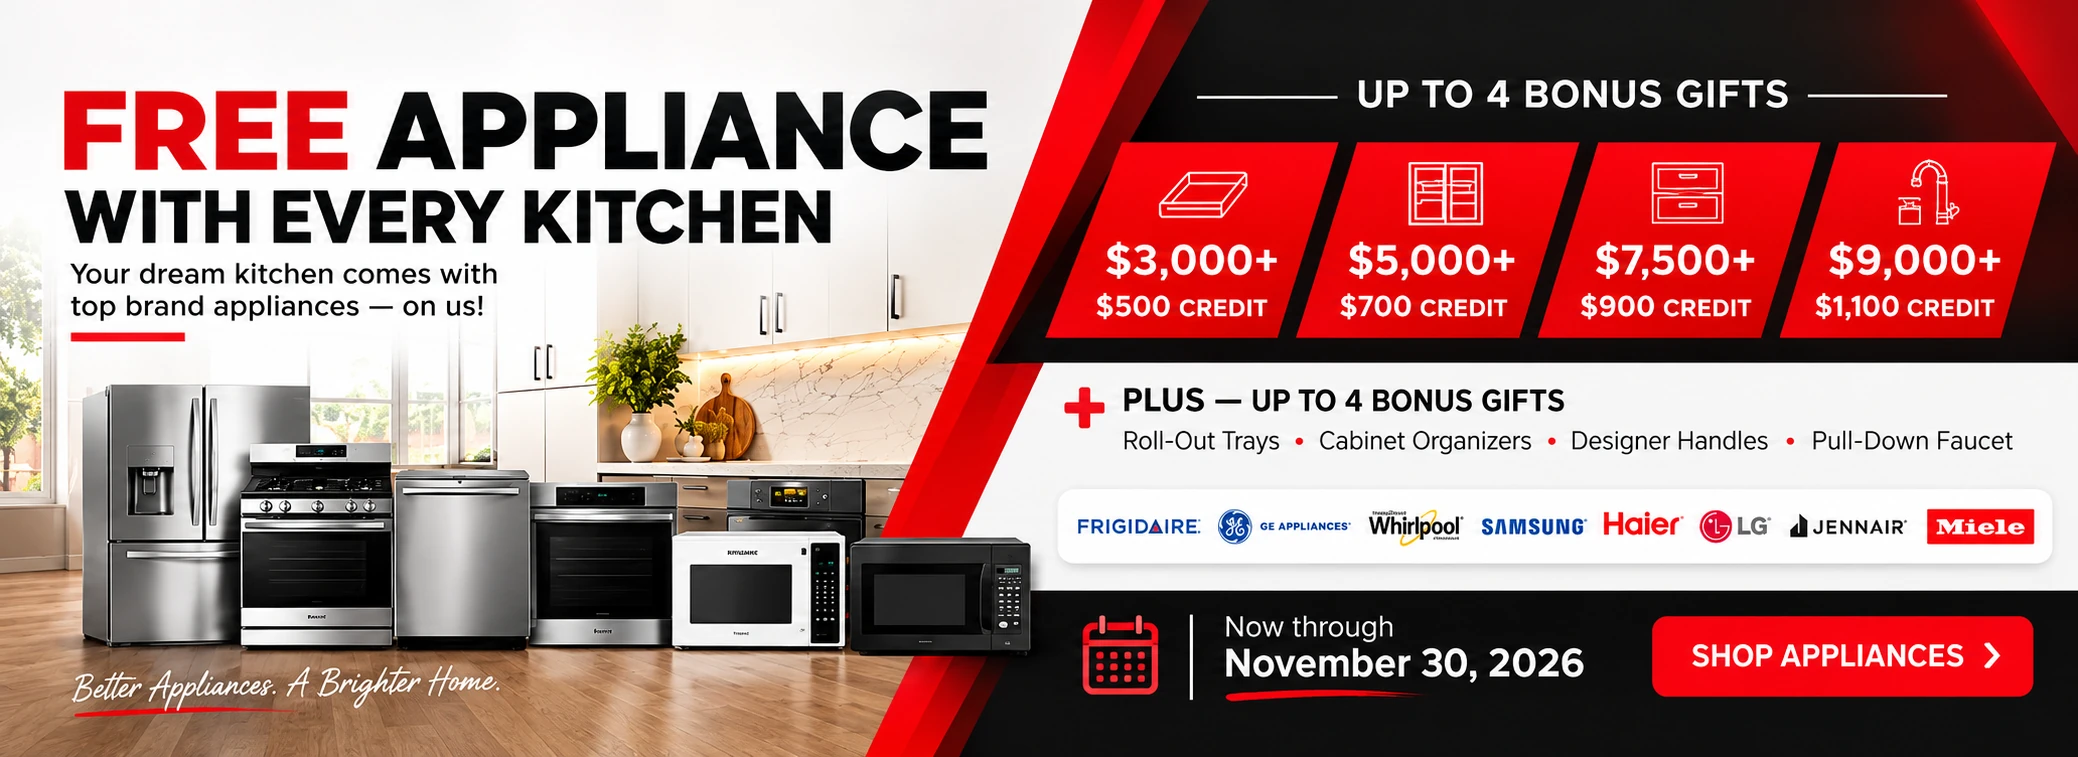 FREE APPLIANCE
WITH EVERY KITCHEN
Your dream kitchen comes with
top brand appliances — on us!
Better Appliances. A Brighter Home.
UP TO 4 BONUS GIFTS
$3,000+
$500 CREDIT
$5,000+
$700 CREDIT
$7,500+
$900 CREDIT
$9,000+
$1,100 CREDIT
PLUS — UP TO 4 BONUS GIFTS
Roll-Out Trays • Cabinet Organizers • Designer Handles • Pull-Down Faucet
FRIGIDAIRE
GE GE APPLIANCES
Whirlpool
SAMSUNG
Haier
LG
JENNAIR
Miele
Now through
November 30, 2026
SHOP APPLIANCES